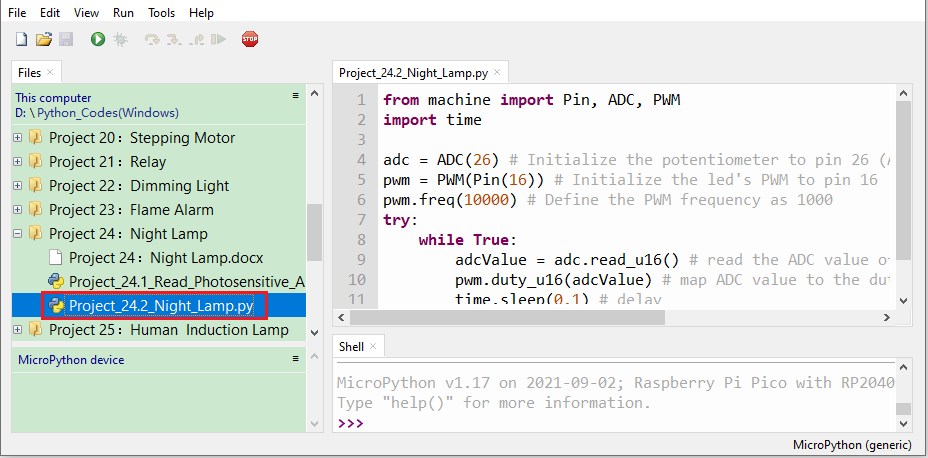 File Edit View Run Tools Help
STOP
Files ×
This computer
D: \Python_Codes(Windows)
Project 20：Stepping Motor
Project 21：Relay
Project 22：Dimming Light
Project 23：Flame Alarm
Project 24：Night Lamp
Project 24：Night Lamp.docx
Project_24.1_Read_Photosensitive_A
Project_24.2_Night_Lamp.py
Project 25：Human  Induction Lamp
MicroPython device
Project_24.2_Night_Lamp.py ×
1 from machine import Pin, ADC, PWM
2 import time
3
4 adc = ADC(26) # Initialize the potentiometer to pin 26 (
5 pwm = PWM(Pin(16)) # Initialize the led's PWM to pin 16
6 pwm.freq(10000) # Define the PWM frequency as 1000
7 try:
8     while True:
9         adcValue = adc.read_u16() # read the ADC value o
10         pwm.duty_u16(adcValue) # map ADC value to the du
11         time.sleep(0.1) # delay
Shell ×
MicroPython v1.17 on 2021-09-02; Raspberry Pi Pico with RP2040
Type "help()" for more information.
>>>
MicroPython (generic)